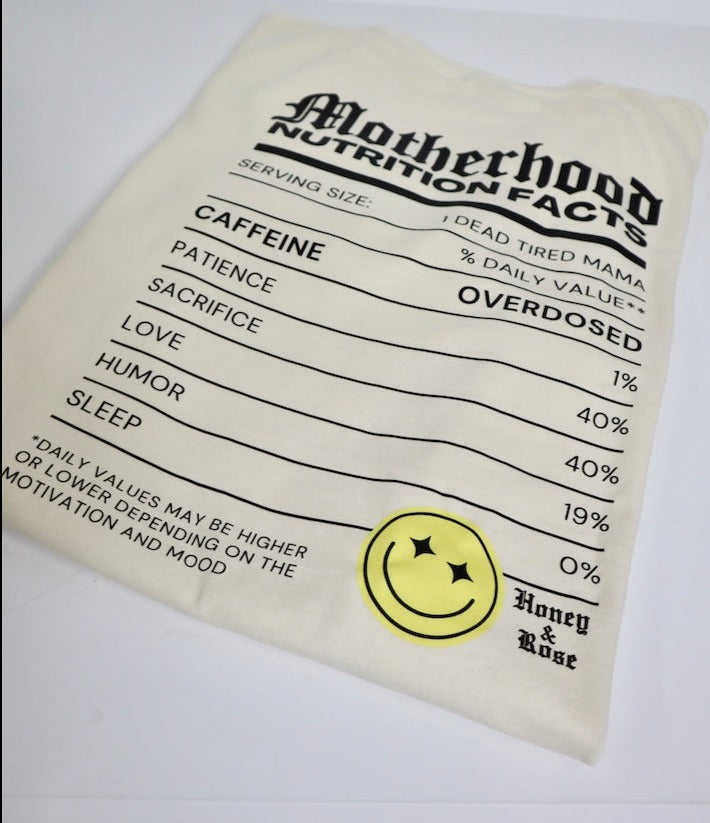 Motherhood
NUTRITION FACTS
SERVING SIZE: 1 DEAD TIRED MAMA
% DAILY VALUE**
CAFFEINE OVERDOSED
PATIENCE 1%
SACRIFICE 40%
LOVE 40%
HUMOR 19%
SLEEP 0%
*DAILY VALUES MAY BE HIGHER
OR LOWER DEPENDING ON THE
MOTIVATION AND MOOD
Honey
&
Rose